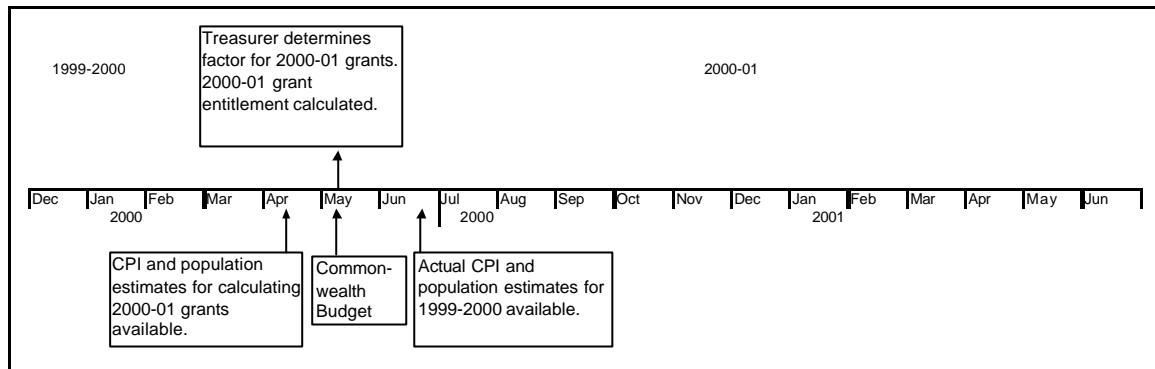 Treasurer determines
factor for 2000-01 grants.
2000-01 grant
entitlement calculated.
1999-2000
2000-01
Dec Jan Feb Mar Apr May Jun Jul Aug Sep Oct Nov Dec Jan Feb Mar Apr May Jun
2000 2000 2001
CPI and population
estimates for calculating
2000-01 grants
available.
Common-
wealth
Budget
Actual CPI and
population estimates for
1999-2000 available.